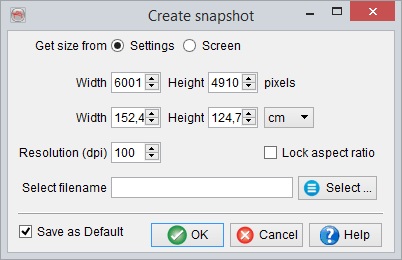 Create snapshot
Get size from Settings Screen
Width 6001 Height 4910 pixels
Width 152,4 Height 124,7 cm
Resolution (dpi) 100 Lock aspect ratio
Select filename Select ...
Save as Default OK Cancel Help